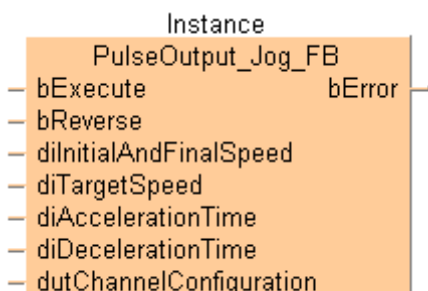 Instance
PulseOutput_Jog_FB
bExecute bError
bReverse
diInitialAndFinalSpeed
diTargetSpeed
diAccelerationTime
diDecelerationTime
dutChannelConfiguration